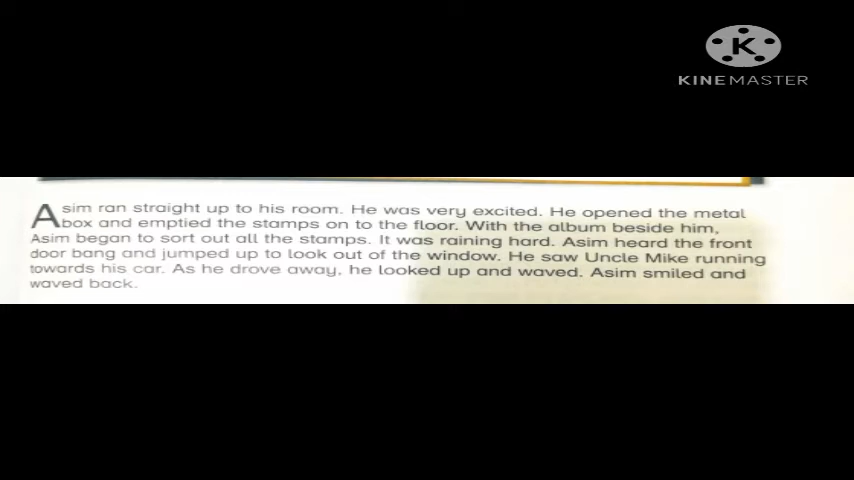 K
KINEMASTER
Asim ran straight up to his room. He was very excited. He opened the metal
box and emptied the stamps on to the floor. With the album beside him,
Asim began to sort out all the stamps. It was raining hard. Asim heard the front
door bang and jumped up to look out of the window. He saw Uncle Mike running
towards his car. As he drove away, he looked up and waved. Asim smiled and
waved back.